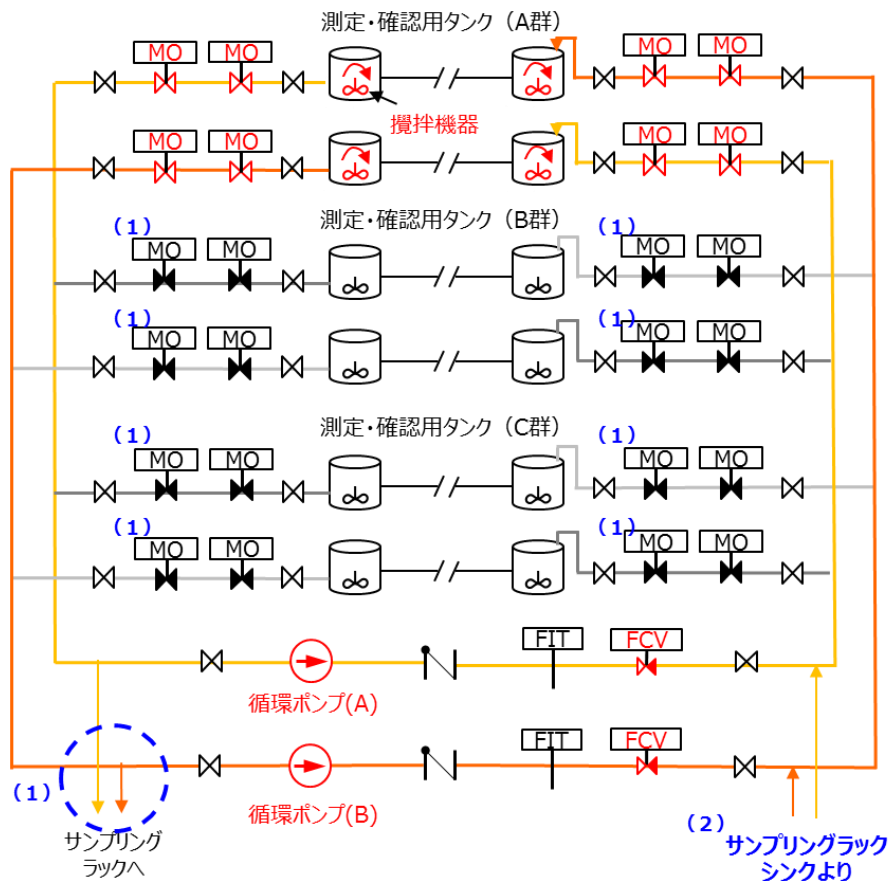 測定・確認用タンク（A群）
MO MO MO MO
攪拌機器
MO MO MO MO
測定・確認用タンク（B群）
（1） （1）
MO MO MO MO
（1） （1）
MO MO MO MO
測定・確認用タンク（C群）
（1） （1）
MO MO MO MO
（1） （1）
MO MO MO MO
FIT FCV
循環ポンプ(A)
FIT FCV
（1）
循環ポンプ(B)
（2）
サンプリング
ラックへ
サンプリングラック
シンクより